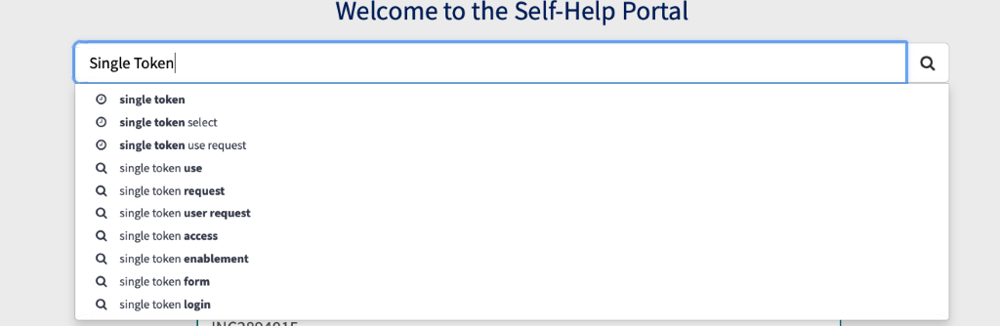 Welcome to the Self-Help Portal
Single Token
single token
single token select
single token use request
single token use
single token request
single token user request
single token access
single token enablement
single token form
single token login